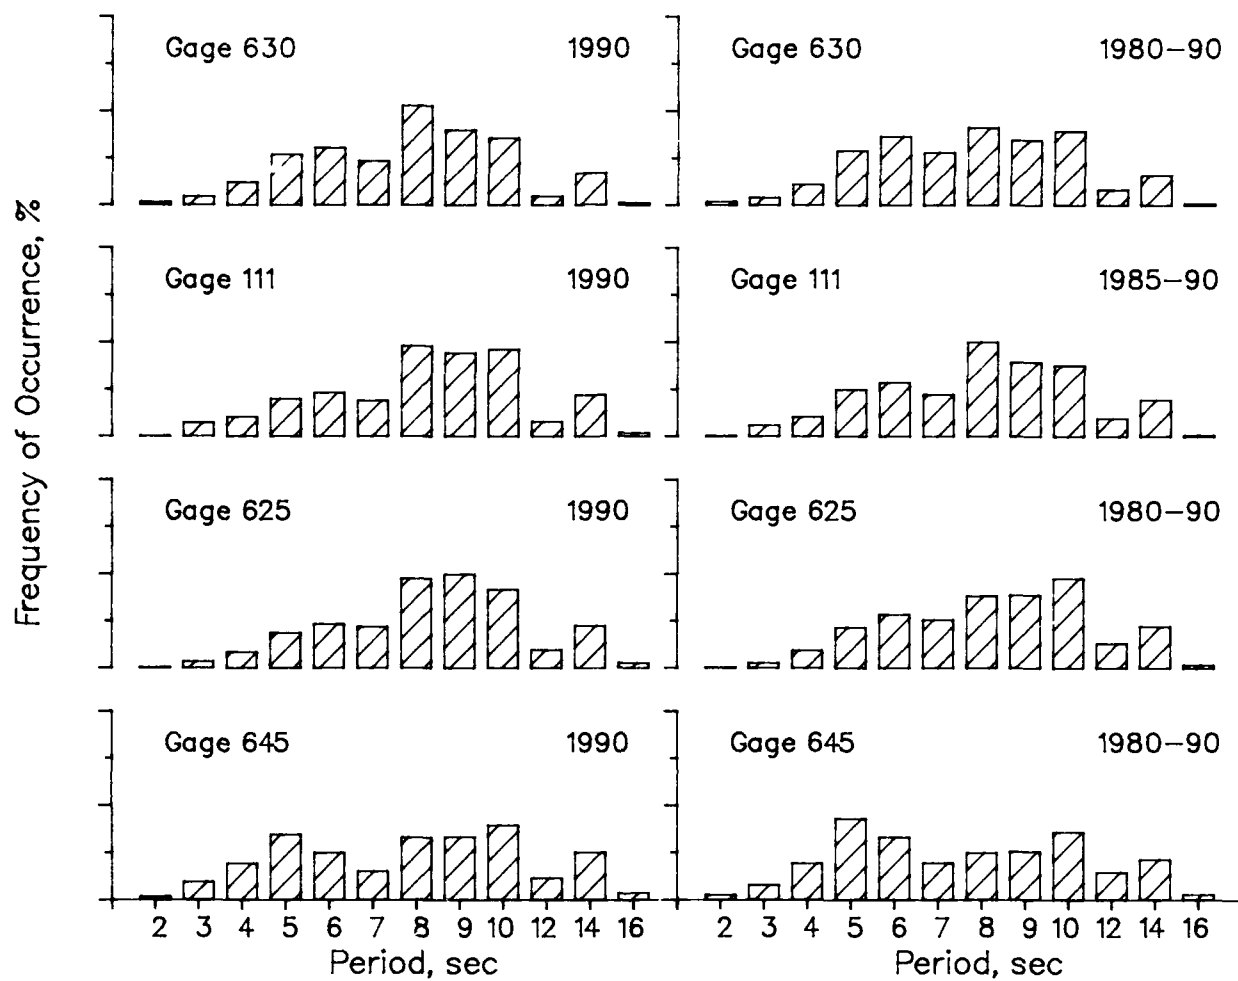 Gage 630 1990
Gage 630 1980-90
Gage 111 1990
Gage 111 1985-90
Gage 625 1990
Gage 625 1980-90
Gage 645 1990
Gage 645 1980-90
Frequency of Occurrence, %
2 3 4 5 6 7 8 9 10 12 14 16
2 3 4 5 6 7 8 9 10 12 14 16
Period, sec
Period, sec